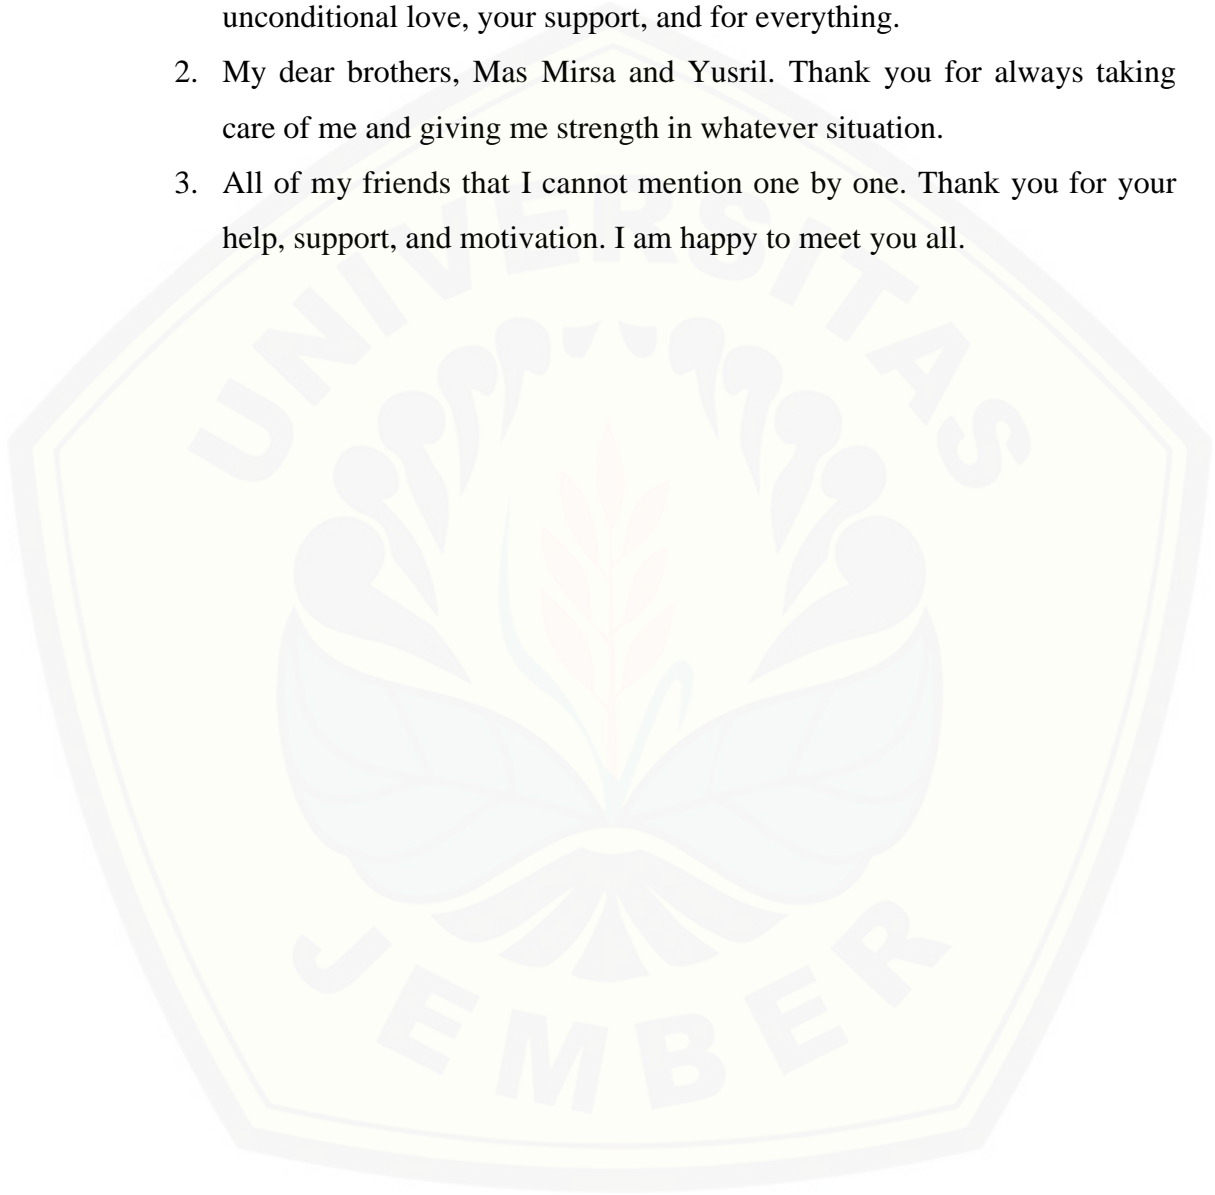 unconditional love, your support, and for everything.
2. My dear brothers, Mas Mirsa and Yusril. Thank you for always taking
care of me and giving me strength in whatever situation.
3. All of my friends that I cannot mention one by one. Thank you for your
help, support, and motivation. I am happy to meet you all.
UNIVERSITAS
JEMBER